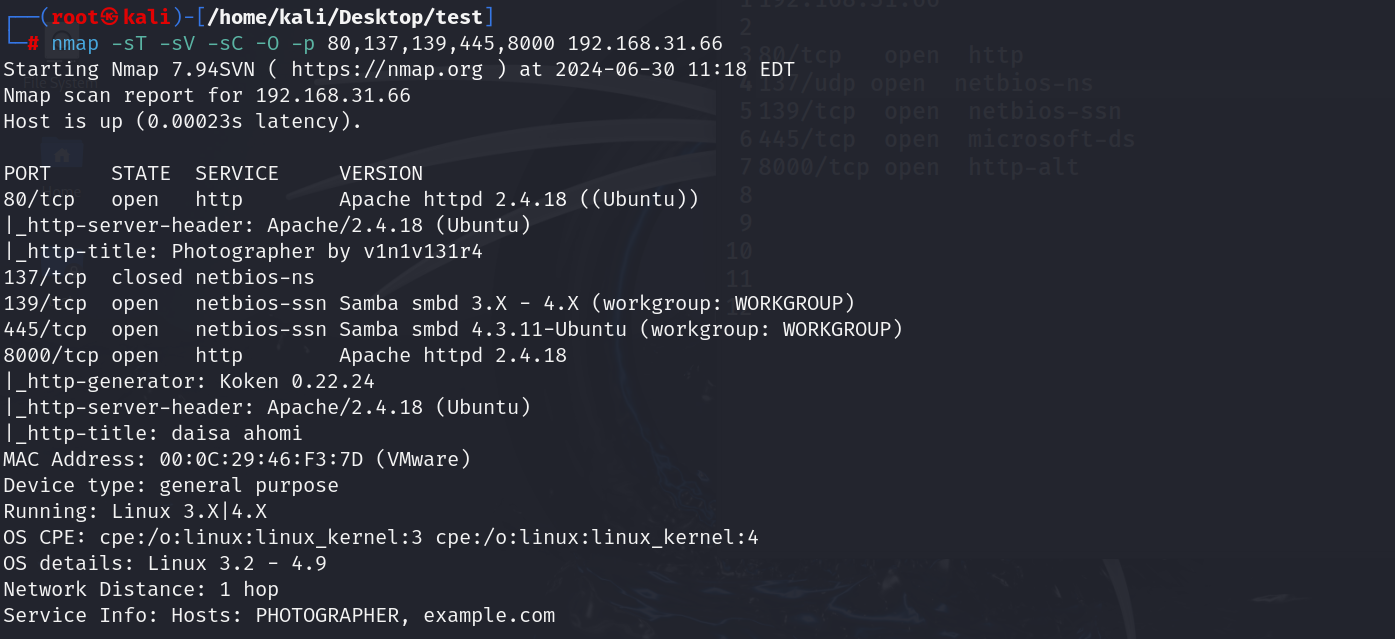 ┌──(root㉿kali)-[/home/kali/Desktop/test]
└─# nmap -sT -sV -sC -O -p 80,137,139,445,8000 192.168.31.66
Starting Nmap 7.94SVN ( https://nmap.org ) at 2024-06-30 11:18 EDT
Nmap scan report for 192.168.31.66
Host is up (0.00023s latency).
PORT     STATE  SERVICE     VERSION
80/tcp   open   http        Apache httpd 2.4.18 ((Ubuntu))
|_http-server-header: Apache/2.4.18 (Ubuntu)
|_http-title: Photographer by v1n1v131r4
137/tcp  closed netbios-ns
139/tcp  open   netbios-ssn Samba smbd 3.X - 4.X (workgroup: WORKGROUP)
445/tcp  open   netbios-ssn Samba smbd 4.3.11-Ubuntu (workgroup: WORKGROUP)
8000/tcp open   http        Apache httpd 2.4.18
|_http-generator: Koken 0.22.24
|_http-server-header: Apache/2.4.18 (Ubuntu)
|_http-title: daisa ahomi
MAC Address: 00:0C:29:46:F3:7D (VMware)
Device type: general purpose
Running: Linux 3.X|4.X
OS CPE: cpe:/o:linux:linux_kernel:3 cpe:/o:linux:linux_kernel:4
OS details: Linux 3.2 - 4.9
Network Distance: 1 hop
Service Info: Hosts: PHOTOGRAPHER, example.com
1 192.168.31.66
2
3 80/tcp   open  http
4 137/udp open  netbios-ns
5 139/tcp  open  netbios-ssn
6 445/tcp  open  microsoft-ds
7 8000/tcp open  http-alt
8
9
10
11